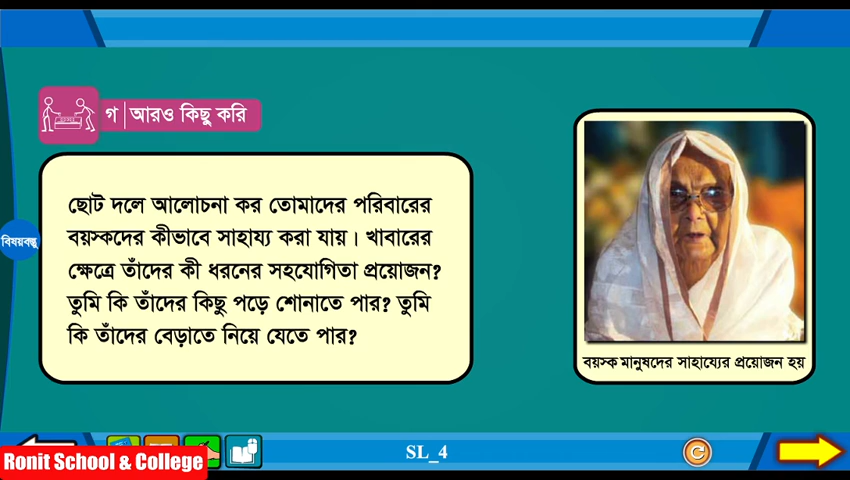 গ আরও কিছু করি
ছোট দলে আলোচনা কর তোমাদের পরিবারের
বয়স্কদের কীভাবে সাহায্য করা যায়। খাবারের
ক্ষেত্রে তাঁদের কী ধরনের সহযোগিতা প্রয়োজন?
তুমি কি তাঁদের কিছু পড়ে শোনাতে পার? তুমি
কি তাঁদের বেড়াতে নিয়ে যেতে পার?
বিষয়বস্তু
বয়স্ক মানুষদের সাহায্যের প্রয়োজন হয়
SL_4
Ronit School & College